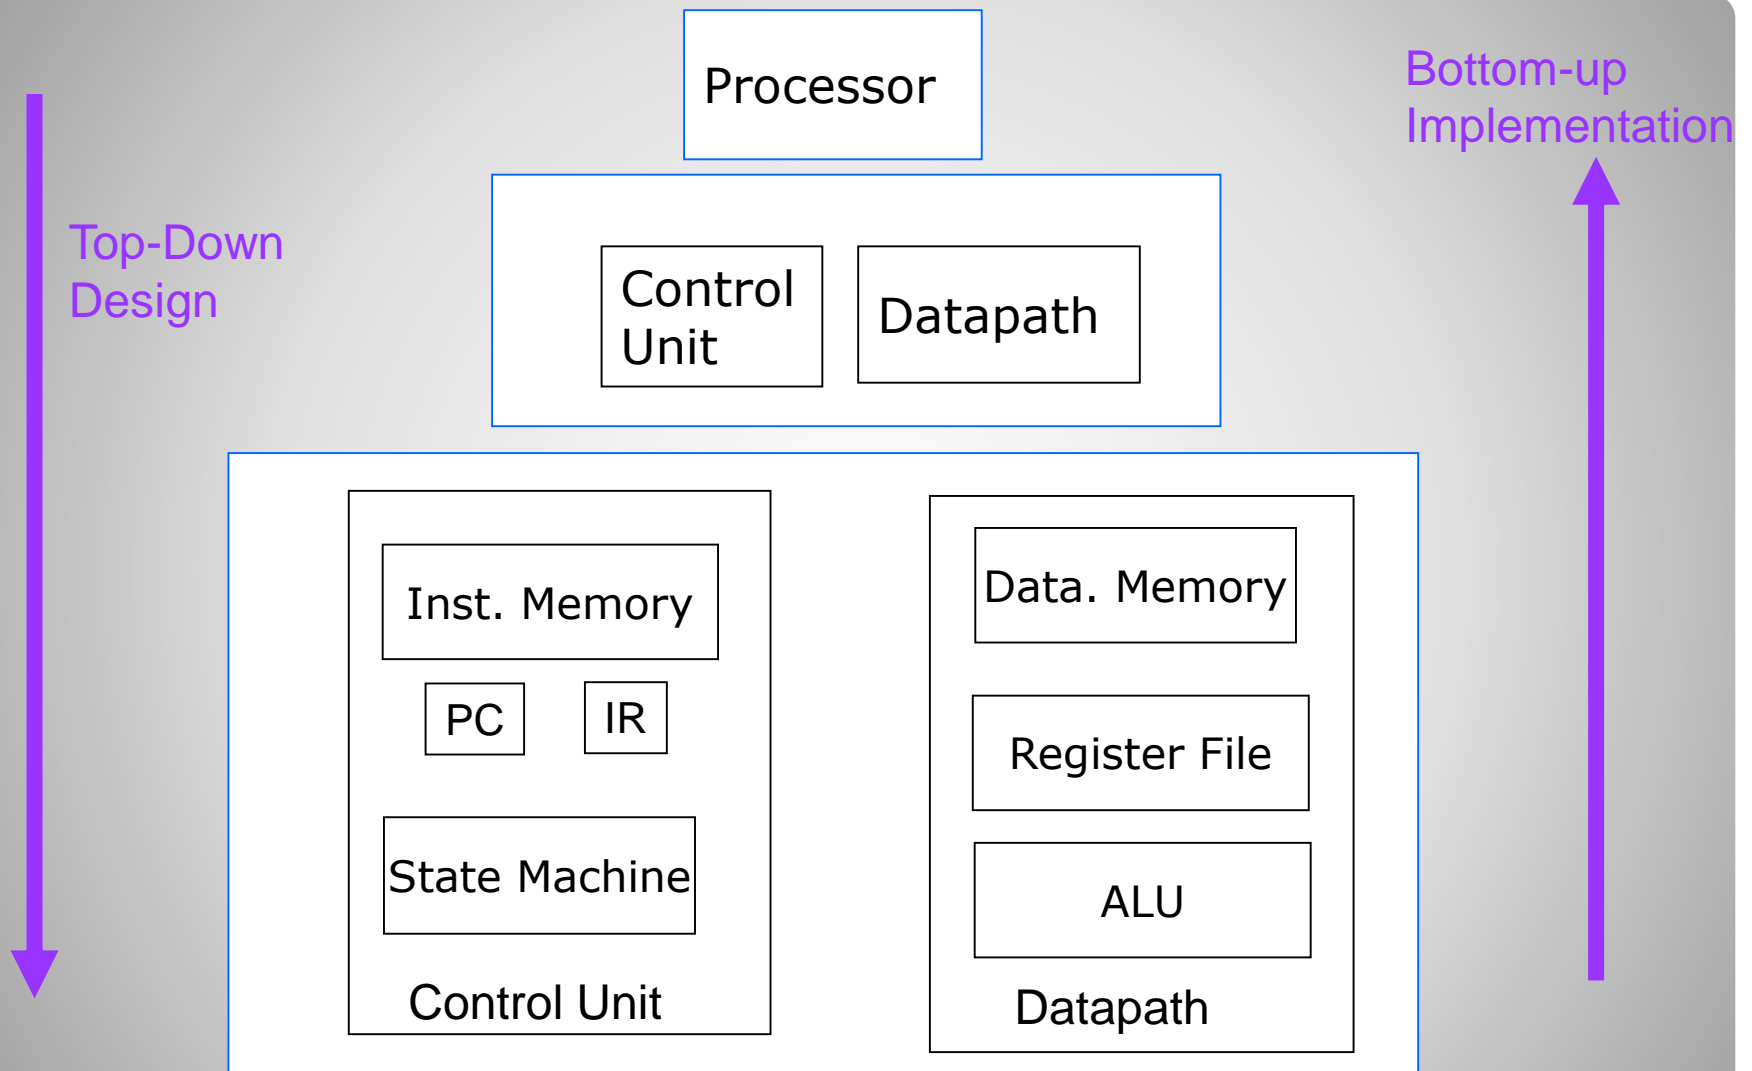 Processor
Bottom-up
Implementation
Top-Down
Design
Control
Unit
Datapath
Inst. Memory
PC
IR
State Machine
Control Unit
Data. Memory
Register File
ALU
Datapath